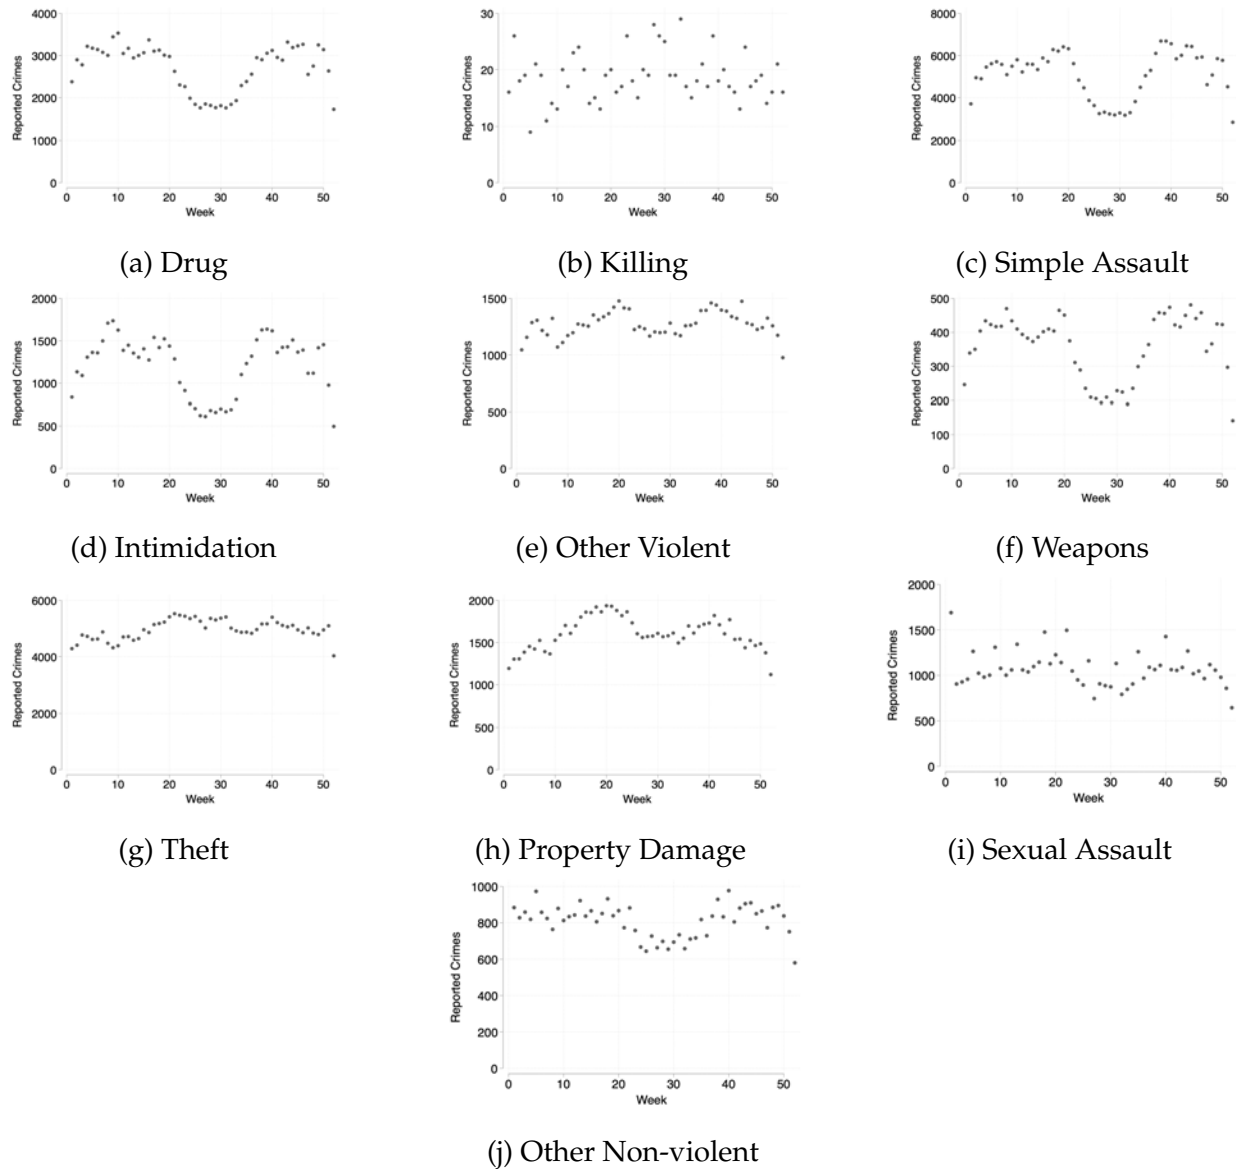 4000
3000
2000
1000
0
Reported Crimes
0 10 20 30 40 50
Week
(a) Drug
30
20
10
0
Reported Crimes
0 10 20 30 40 50
Week
(b) Killing
8000
6000
4000
2000
0
Reported Crimes
0 10 20 30 40 50
Week
(c) Simple Assault
2000
1500
1000
500
0
Reported Crimes
0 10 20 30 40 50
Week
(d) Intimidation
1500
1000
500
0
Reported Crimes
0 10 20 30 40 50
Week
(e) Other Violent
500
400
300
200
100
0
Reported Crimes
0 10 20 30 40 50
Week
(f) Weapons
6000
4000
2000
0
Reported Crimes
0 10 20 30 40 50
Week
(g) Theft
2000
1500
1000
500
0
Reported Crimes
0 10 20 30 40 50
Week
(h) Property Damage
2000
1500
1000
500
0
Reported Crimes
0 10 20 30 40 50
Week
(i) Sexual Assault
1000
800
600
400
200
0
Reported Crimes
0 10 20 30 40 50
Week
(j) Other Non-violent